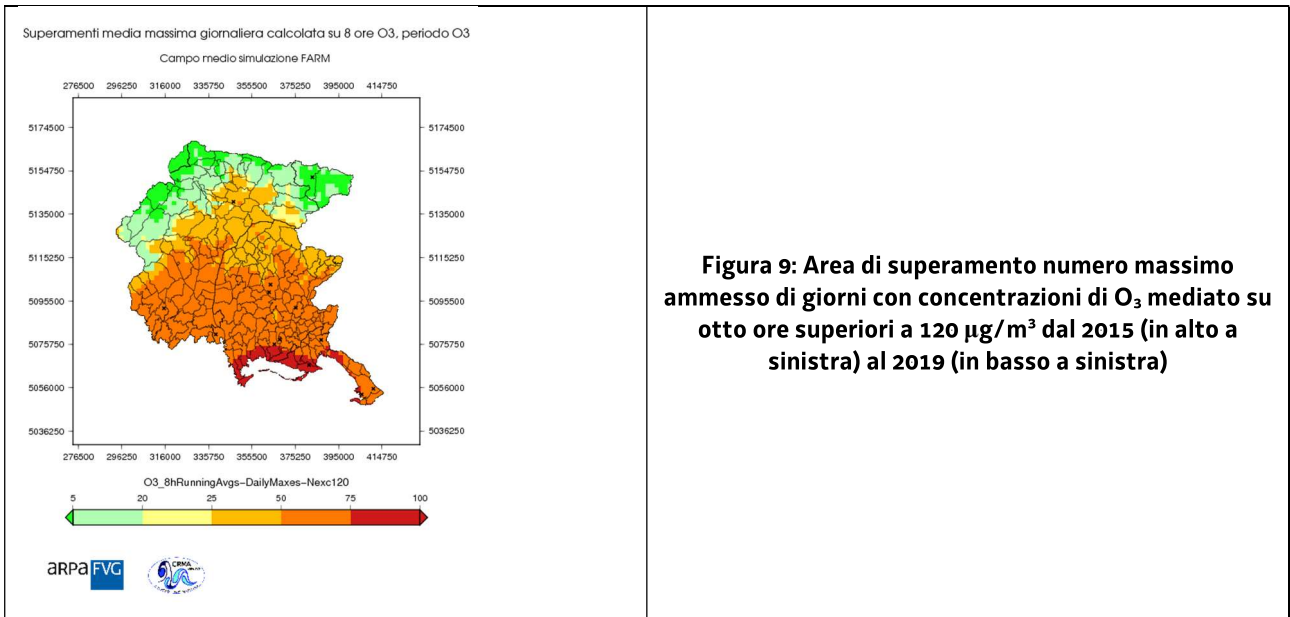 Superamenti media massima giornaliera calcolata su 8 ore O3, periodo O3
Campo medio simulazione FARM
276500 296250 316000 335750 355500 375250 395000 414750
5174500 5174500
5154750 5154750
5135000 5135000
5115250 5115250
5095500 5095500
5075750 5075750
5056000 5056000
5036250 5036250
276500 296250 316000 335750 355500 375250 395000 414750
O3_8hRunningAvgs-DailyMaxes-Nexc120
5 20 25 50 75 100
arpa FVG
CRMA
Figura 9: Area di superamento numero massimo
ammesso di giorni con concentrazioni di O₃ mediato su
otto ore superiori a 120 µg/m³ dal 2015 (in alto a
sinistra) al 2019 (in basso a sinistra)